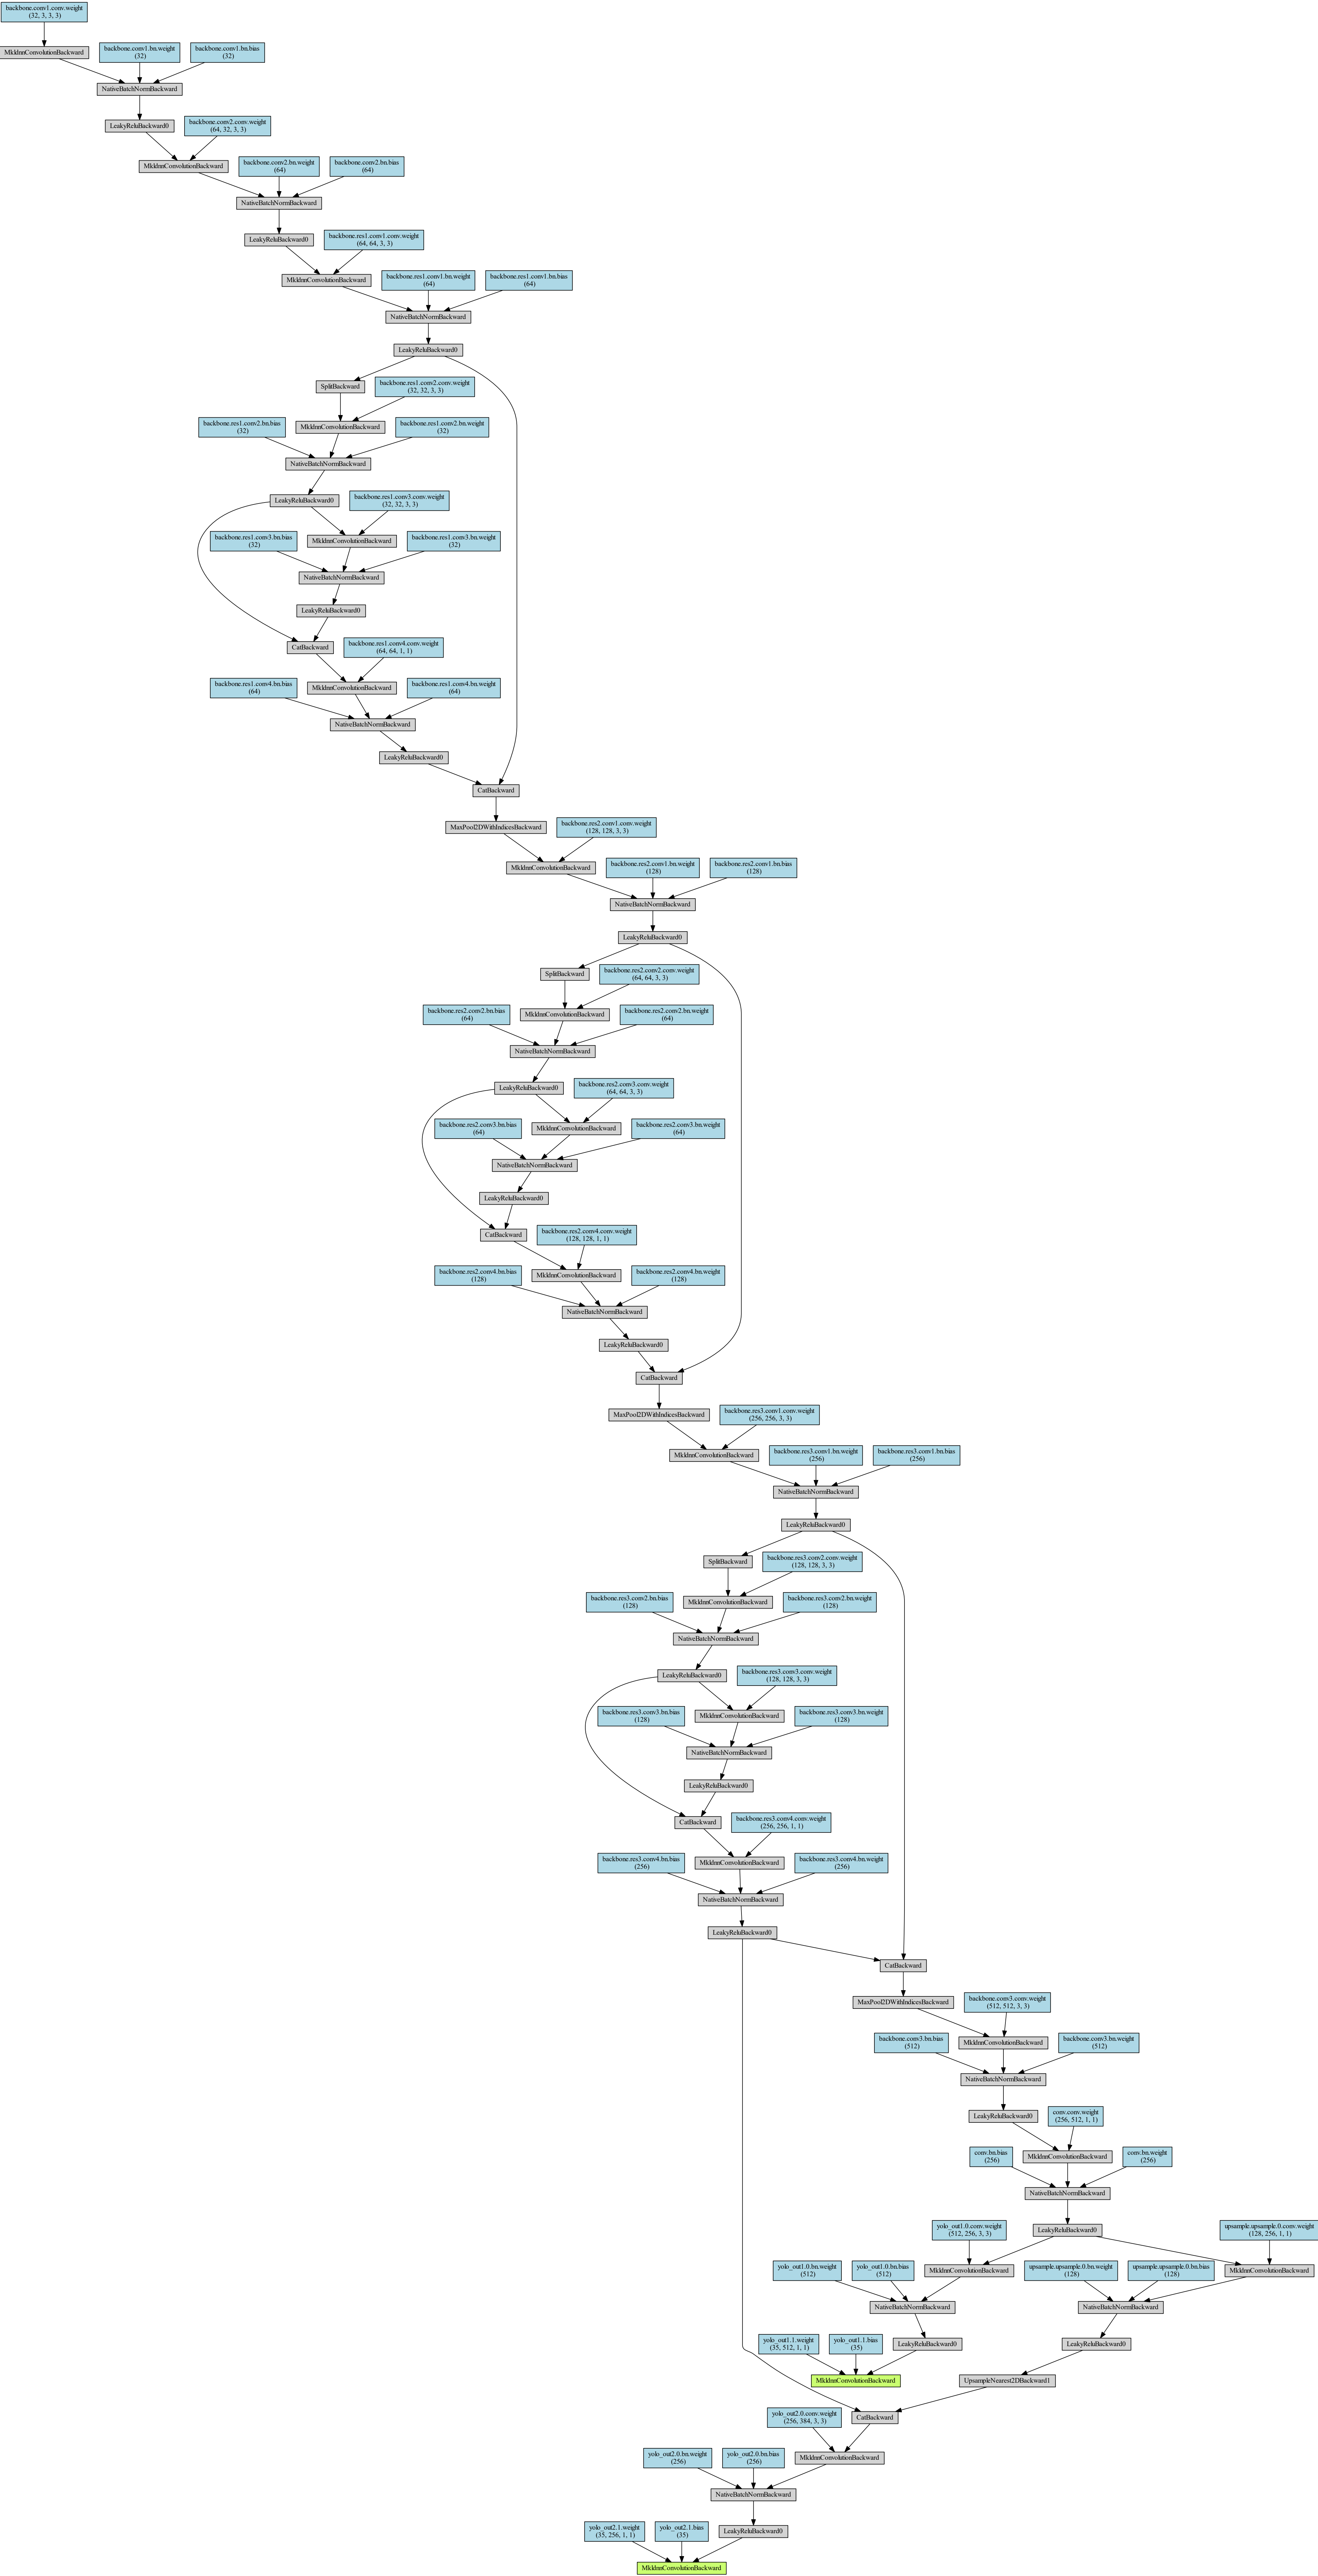 backbone.conv1.conv.weight
(32, 3, 3, 3)
MkldnnConvolutionBackward
backbone.conv1.bn.weight
(32)
backbone.conv1.bn.bias
(32)
NativeBatchNormBackward
LeakyReluBackward0
backbone.conv2.conv.weight
(64, 32, 3, 3)
MkldnnConvolutionBackward
backbone.conv2.bn.weight
(64)
backbone.conv2.bn.bias
(64)
NativeBatchNormBackward
LeakyReluBackward0
backbone.res1.conv1.conv.weight
(64, 64, 3, 3)
MkldnnConvolutionBackward
backbone.res1.conv1.bn.weight
(64)
backbone.res1.conv1.bn.bias
(64)
NativeBatchNormBackward
LeakyReluBackward0
SplitBackward
backbone.res1.conv2.conv.weight
(32, 32, 3, 3)
backbone.res1.conv2.bn.bias
(32)
MkldnnConvolutionBackward
backbone.res1.conv2.bn.weight
(32)
NativeBatchNormBackward
LeakyReluBackward0
backbone.res1.conv3.conv.weight
(32, 32, 3, 3)
backbone.res1.conv3.bn.bias
(32)
MkldnnConvolutionBackward
backbone.res1.conv3.bn.weight
(32)
NativeBatchNormBackward
LeakyReluBackward0
CatBackward
backbone.res1.conv4.conv.weight
(64, 64, 1, 1)
backbone.res1.conv4.bn.bias
(64)
MkldnnConvolutionBackward
backbone.res1.conv4.bn.weight
(64)
NativeBatchNormBackward
LeakyReluBackward0
CatBackward
MaxPool2DWithIndicesBackward
backbone.res2.conv1.conv.weight
(128, 128, 3, 3)
MkldnnConvolutionBackward
backbone.res2.conv1.bn.weight
(128)
backbone.res2.conv1.bn.bias
(128)
NativeBatchNormBackward
LeakyReluBackward0
SplitBackward
backbone.res2.conv2.conv.weight
(64, 64, 3, 3)
backbone.res2.conv2.bn.bias
(64)
MkldnnConvolutionBackward
backbone.res2.conv2.bn.weight
(64)
NativeBatchNormBackward
LeakyReluBackward0
backbone.res2.conv3.conv.weight
(64, 64, 3, 3)
backbone.res2.conv3.bn.bias
(64)
MkldnnConvolutionBackward
backbone.res2.conv3.bn.weight
(64)
NativeBatchNormBackward
LeakyReluBackward0
CatBackward
backbone.res2.conv4.conv.weight
(128, 128, 1, 1)
backbone.res2.conv4.bn.bias
(128)
MkldnnConvolutionBackward
backbone.res2.conv4.bn.weight
(128)
NativeBatchNormBackward
LeakyReluBackward0
CatBackward
MaxPool2DWithIndicesBackward
backbone.res3.conv1.conv.weight
(256, 256, 3, 3)
MkldnnConvolutionBackward
backbone.res3.conv1.bn.weight
(256)
backbone.res3.conv1.bn.bias
(256)
NativeBatchNormBackward
LeakyReluBackward0
SplitBackward
backbone.res3.conv2.conv.weight
(128, 128, 3, 3)
backbone.res3.conv2.bn.bias
(128)
MkldnnConvolutionBackward
backbone.res3.conv2.bn.weight
(128)
NativeBatchNormBackward
LeakyReluBackward0
backbone.res3.conv3.conv.weight
(128, 128, 3, 3)
backbone.res3.conv3.bn.bias
(128)
MkldnnConvolutionBackward
backbone.res3.conv3.bn.weight
(128)
NativeBatchNormBackward
LeakyReluBackward0
CatBackward
backbone.res3.conv4.conv.weight
(256, 256, 1, 1)
backbone.res3.conv4.bn.bias
(256)
MkldnnConvolutionBackward
backbone.res3.conv4.bn.weight
(256)
NativeBatchNormBackward
LeakyReluBackward0
CatBackward
MaxPool2DWithIndicesBackward
backbone.conv3.conv.weight
(512, 512, 3, 3)
backbone.conv3.bn.bias
(512)
MkldnnConvolutionBackward
backbone.conv3.bn.weight
(512)
NativeBatchNormBackward
LeakyReluBackward0
conv.conv.weight
(256, 512, 1, 1)
conv.bn.bias
(256)
MkldnnConvolutionBackward
conv.bn.weight
(256)
NativeBatchNormBackward
yolo_out1.0.conv.weight
(512, 256, 3, 3)
LeakyReluBackward0
upsample.upsample.0.conv.weight
(128, 256, 1, 1)
yolo_out1.0.bn.weight
(512)
yolo_out1.0.bn.bias
(512)
MkldnnConvolutionBackward
upsample.upsample.0.bn.weight
(128)
upsample.upsample.0.bn.bias
(128)
MkldnnConvolutionBackward
NativeBatchNormBackward
NativeBatchNormBackward
yolo_out1.1.weight
(35, 512, 1, 1)
yolo_out1.1.bias
(35)
LeakyReluBackward0
LeakyReluBackward0
MkldnnConvolutionBackward
UpsampleNearest2DBackward1
yolo_out2.0.conv.weight
(256, 384, 3, 3)
CatBackward
yolo_out2.0.bn.weight
(256)
yolo_out2.0.bn.bias
(256)
MkldnnConvolutionBackward
NativeBatchNormBackward
yolo_out2.1.weight
(35, 256, 1, 1)
yolo_out2.1.bias
(35)
LeakyReluBackward0
MkldnnConvolutionBackward